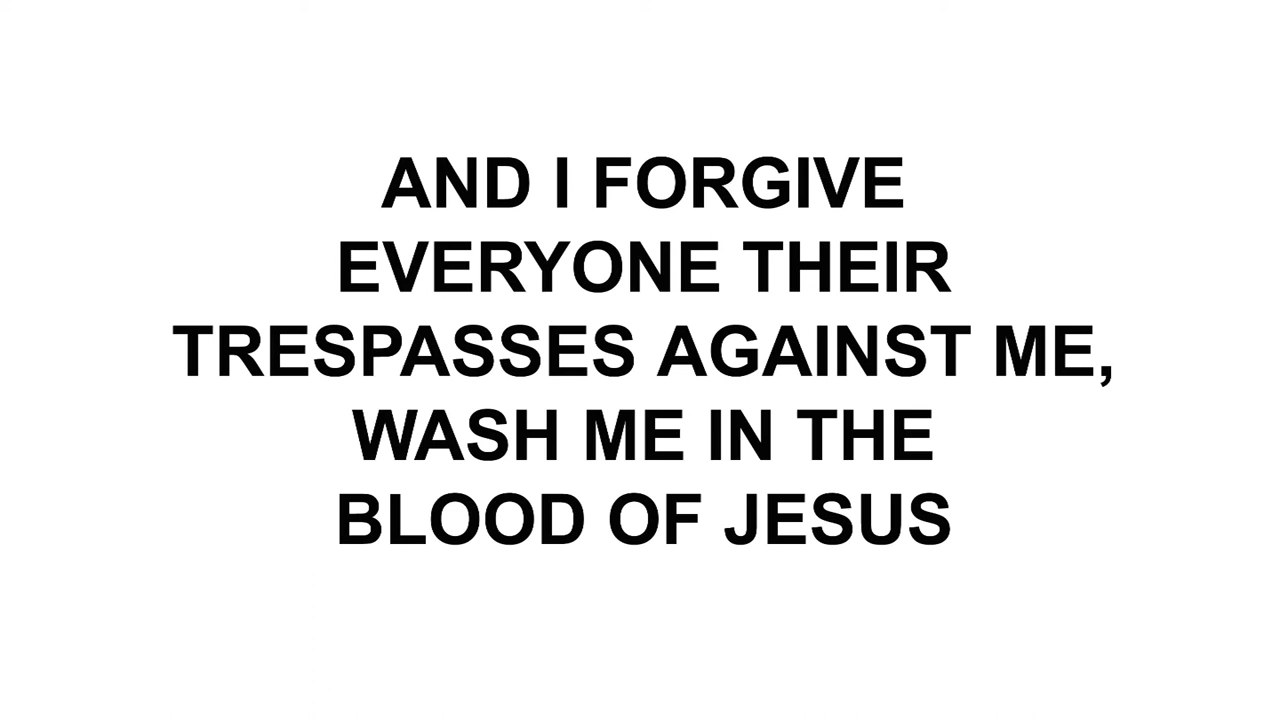 AND I FORGIVE
EVERYONE THEIR
TRESPASSES AGAINST ME,
WASH ME IN THE
BLOOD OF JESUS